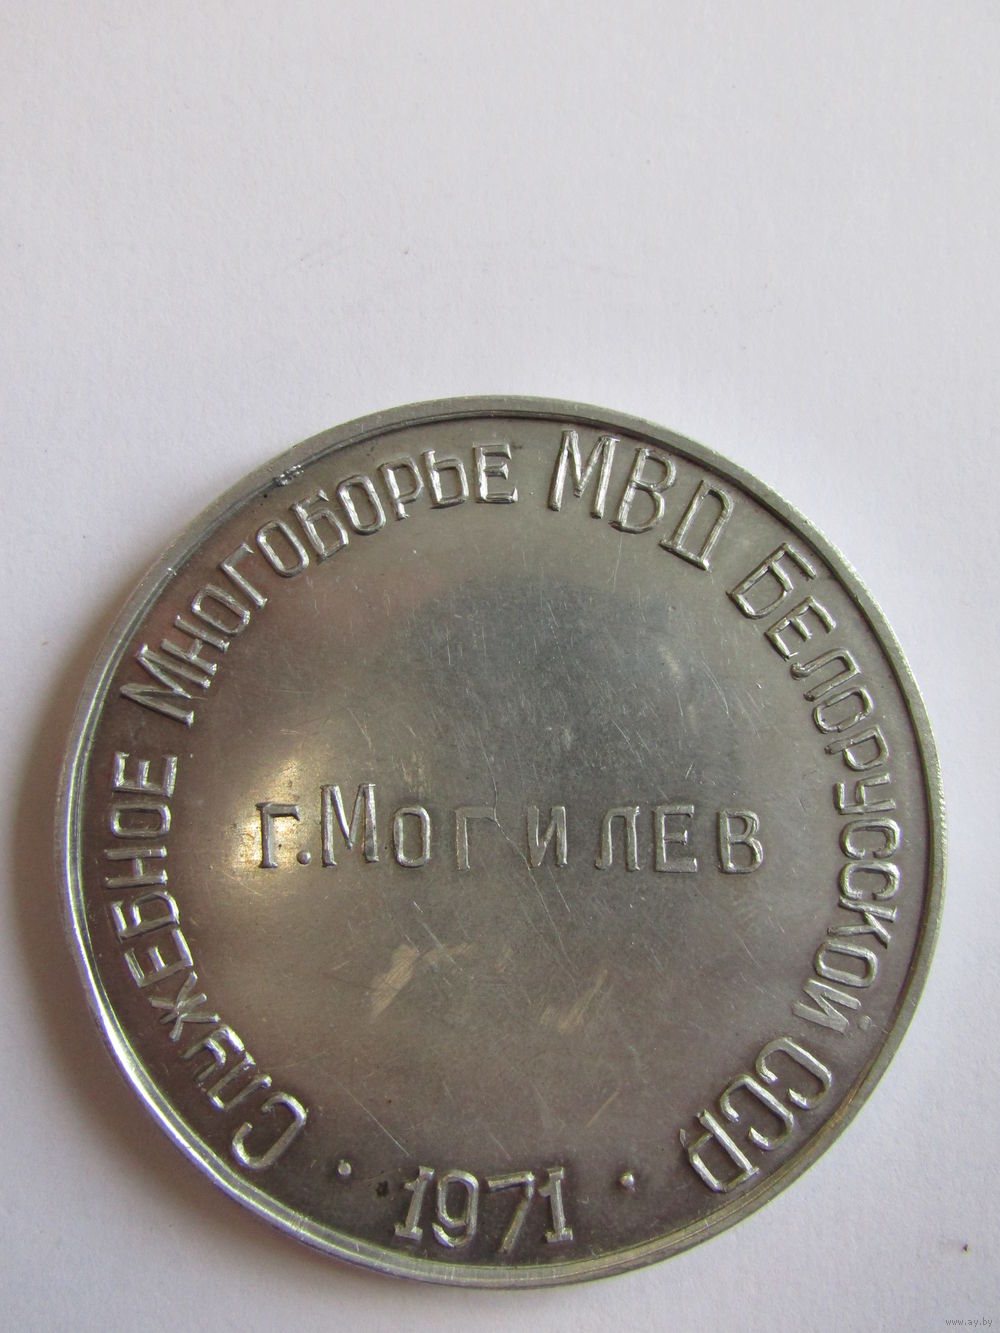 Служебное Многоборье МВД Белорусской ССР
г. Могилев
· 1971 ·
www.ay.by